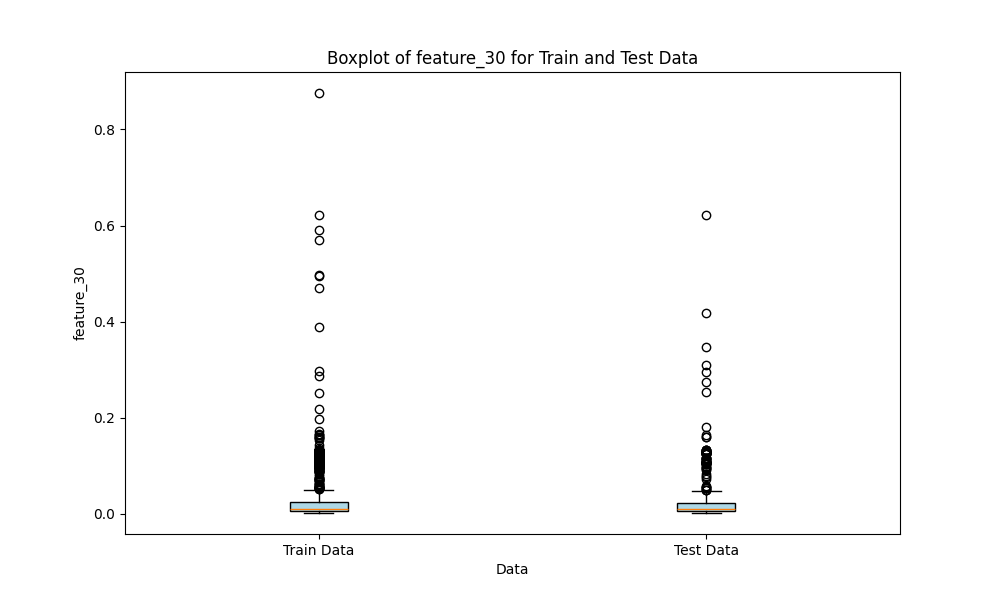 Boxplot of feature_30 for Train and Test Data
feature_30
0.8
0.6
0.4
0.2
0.0
Train Data
Test Data
Data